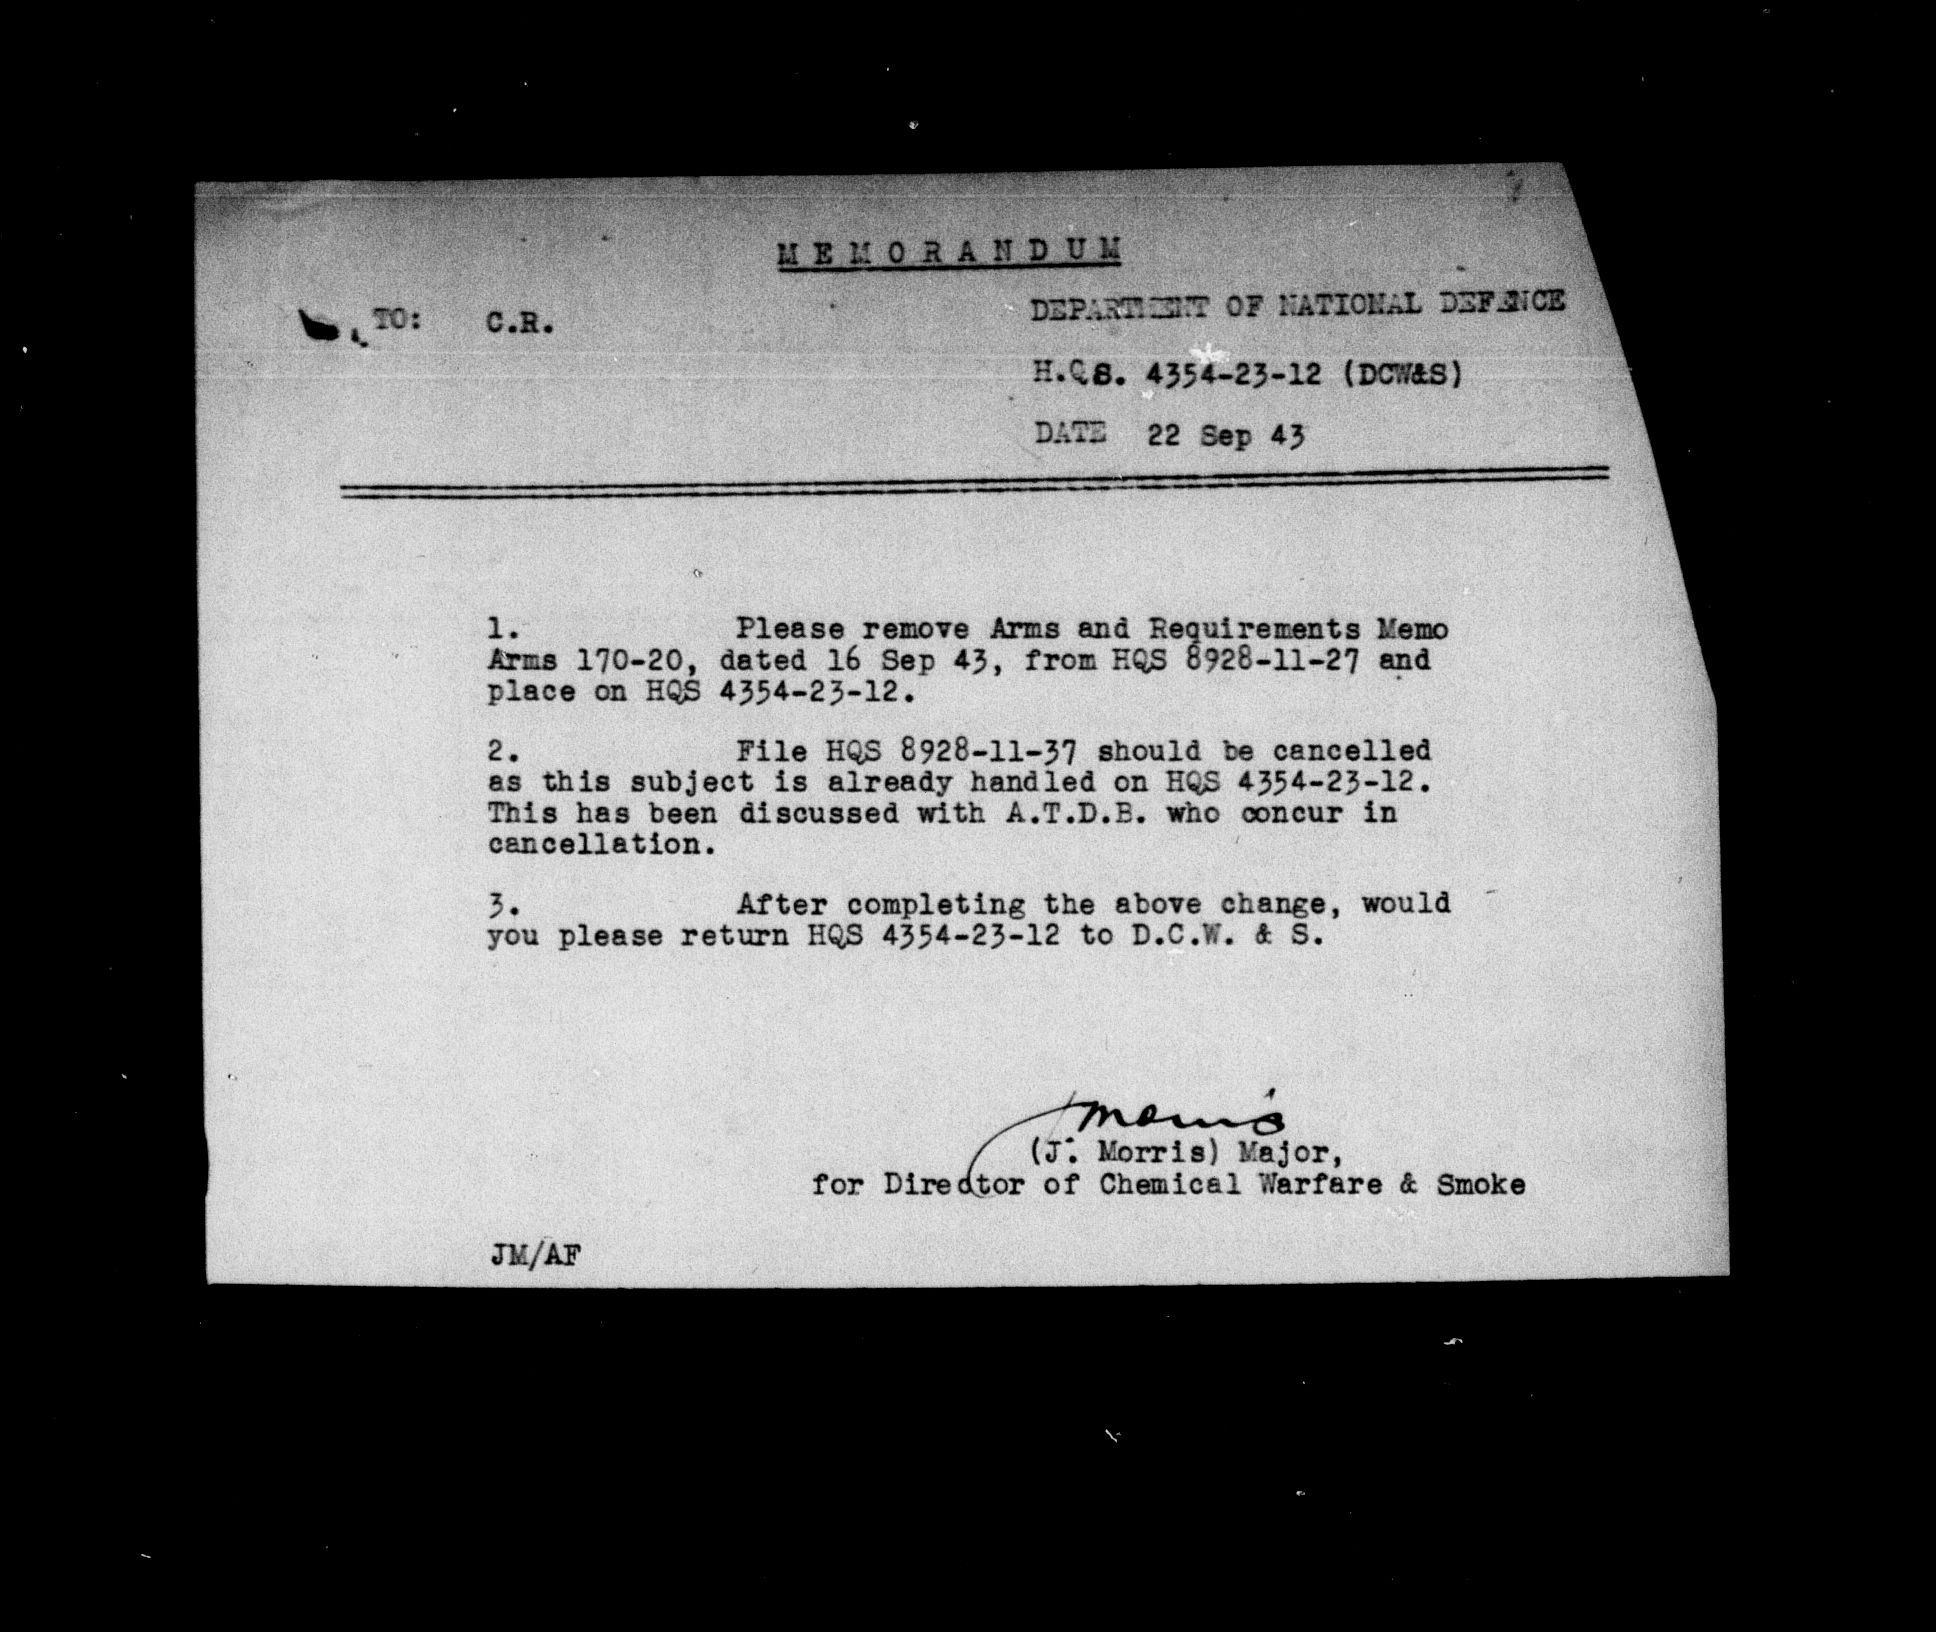 MEMORANDUM
TO: C.R.
DEPARTMENT OF NATIONAL DEFENCE
H.Q.S. 4354-23-12 (DCW&S)
DATE 22 Sep 43
1. Please remove Arms and Requirements Memo
Arms 170-20, dated 16 Sep 43, from HQS 8928-11-27 and
place on HQS 4354-23-12.
2. File HQS 8928-11-37 should be cancelled
as this subject is already handled on HQS 4354-23-12.
This has been discussed with A.T.D.B. who concur in
cancellation.
3. After completing the above change, would
you please return HQS 4354-23-12 to D.C.W. & S.
JMorris
(J. Morris) Major,
for Director of Chemical Warfare & Smoke
JM/AF